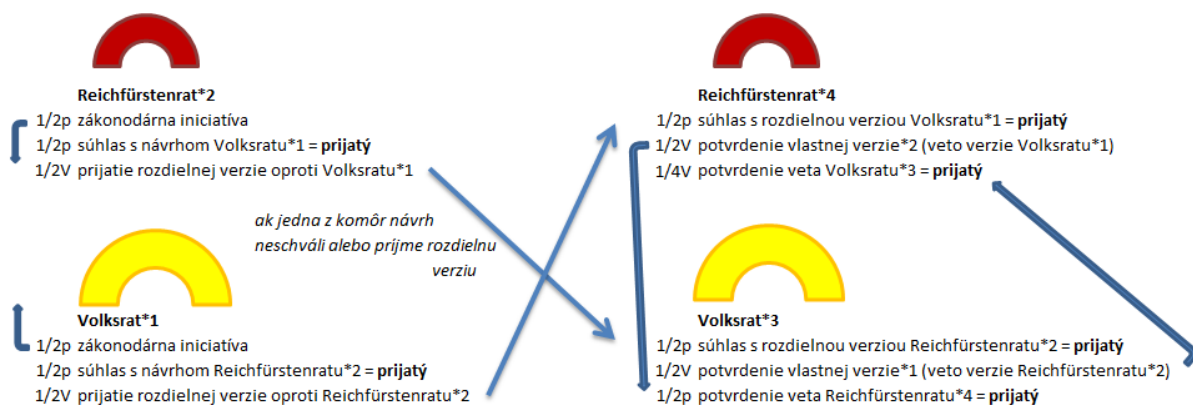 Reichfürstenrat*2
1/2p zákonodárna iniciatíva
1/2p súhlas s návrhom Volksratu*1 = prijatý
1/2V prijatie rozdielnej verzie oproti Volksratu*1
ak jedna z komôr návrh
neschváli alebo príjme rozdielnu
verziu
Volksrat*1
1/2p zákonodárna iniciatíva
1/2p súhlas s návrhom Reichfürstenratu*2 = prijatý
1/2V prijatie rozdielnej verzie oproti Reichfürstenratu*2
Reichfürstenrat*4
1/2p súhlas s rozdielnou verziou Volksratu*1 = prijatý
1/2V potvrdenie vlastnej verzie*2 (veto verzie Volksratu*1)
1/4V potvrdenie veta Volksratu*3 = prijatý
Volksrat*3
1/2p súhlas s rozdielnou verziou Reichfürstenratu*2 = prijatý
1/2V potvrdenie vlastnej verzie*1 (veto verzie Reichfürstenratu*2)
1/2p potvrdenie veta Reichfürstenratu*4 = prijatý